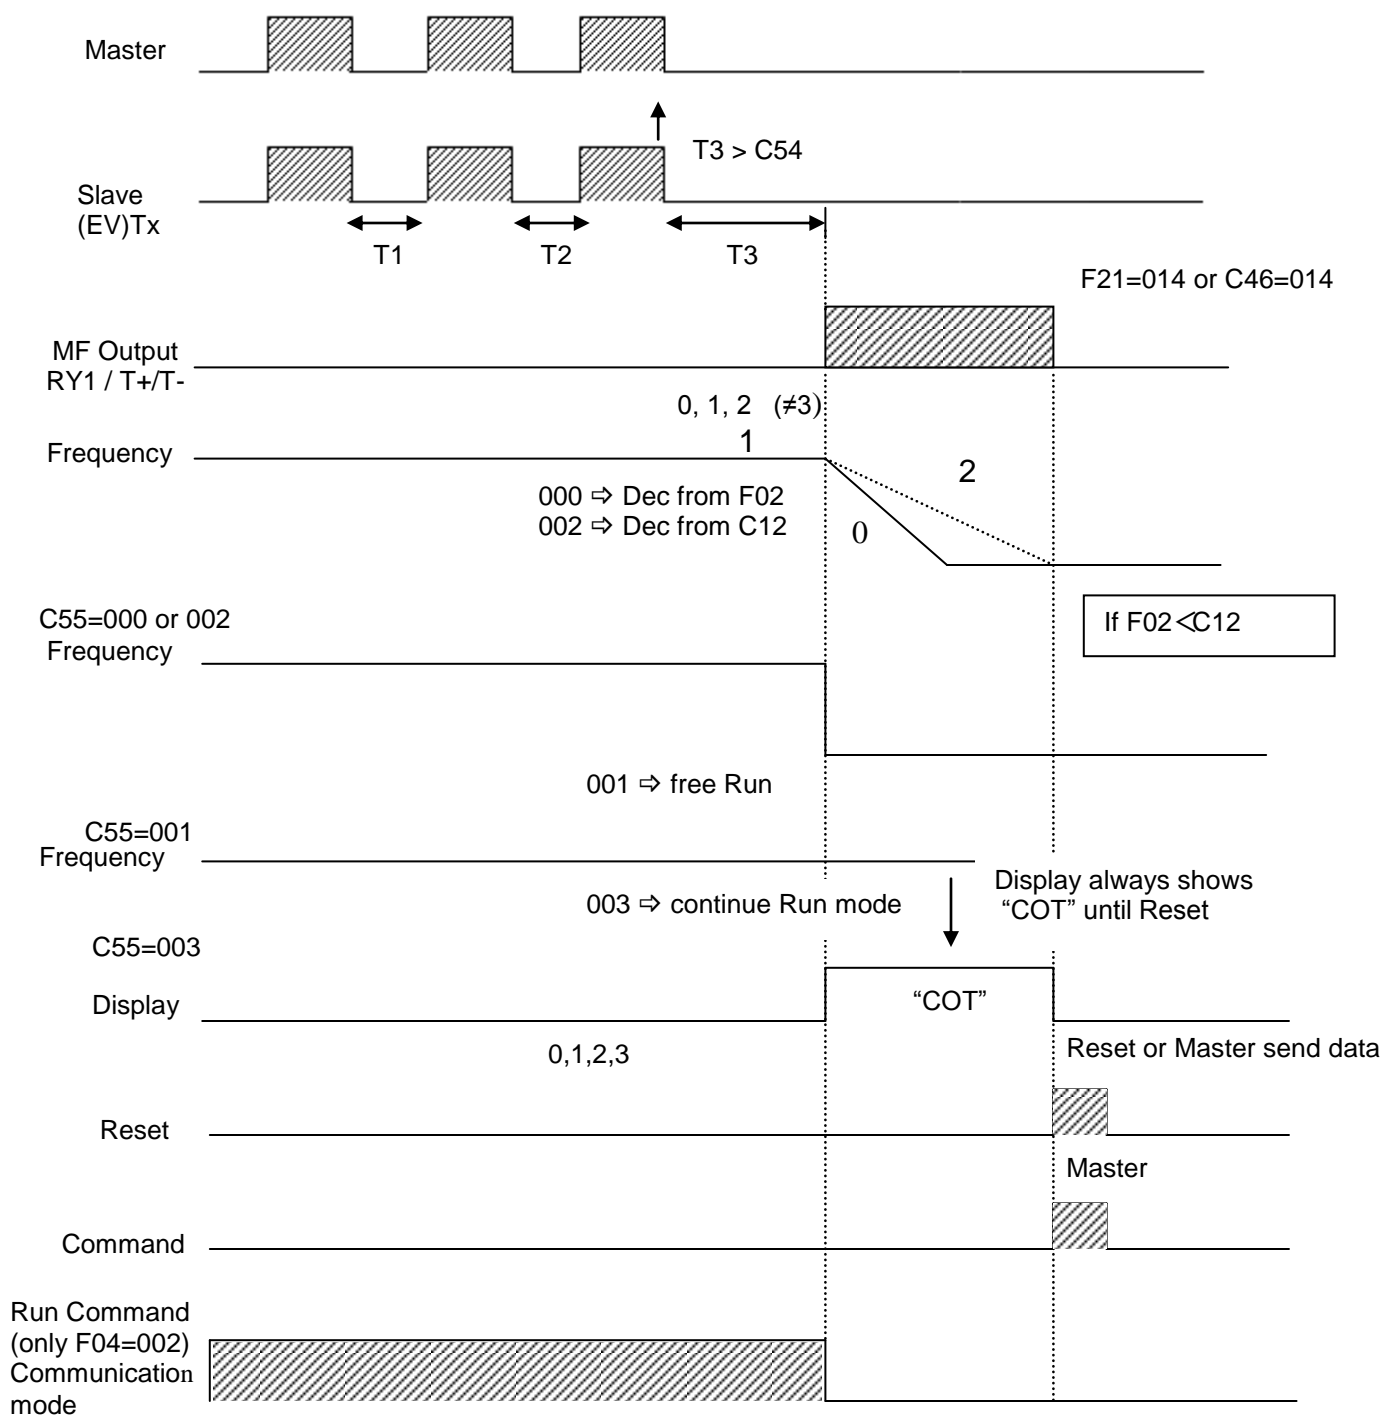 Master
T3 > C54
Slave
(EV)Tx
T1
T2
T3
F21=014 or C46=014
MF Output
RY1 / T+/T-
0, 1, 2 (≠3)
1
Frequency
2
000 ⇨ Dec from F02
002 ⇨ Dec from C12
0
C55=000 or 002
Frequency
If F02<C12
001 ⇨ free Run
C55=001
Frequency
Display always shows
“COT” until Reset
003 ⇨ continue Run mode
C55=003
Display
“COT”
0,1,2,3
Reset or Master send data
Reset
Master
Command
Run Command
(only F04=002)
Communication
mode